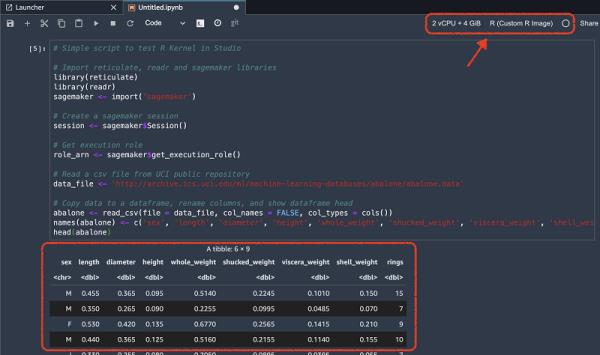 Launcher
Untitled.ipynb
Code
git
2 vCPU + 4 GiB
R (Custom R Image)
Share
[5]:
# Simple script to test R Kernel in Studio
# Import reticulate, readr and sagemaker libraries
library(reticulate)
library(readr)
sagemaker <- import('sagemaker')
# Create a sagemaker session
session <- sagemaker$Session()
# Get execution role
role_arn <- sagemaker$get_execution_role()
# Read a csv file from UCI public repository
data_file <- 'http://archive.ics.uci.edu/ml/machine-learning-databases/abalone/abalone.data'
# Copy data to a dataframe, rename columns, and show dataframe head
abalone <- read_csv(file = data_file, col_names = FALSE, col_types = cols())
names(abalone) <- c('sex', 'length', 'diameter', 'height', 'whole_weight', 'shucked_weight', 'viscera_weight', 'shell_wei
head(abalone)
A tibble: 6 × 9
sex length diameter height whole_weight shucked_weight viscera_weight shell_weight rings
<chr> <dbl> <dbl> <dbl> <dbl> <dbl> <dbl> <dbl> <dbl>
M 0.455 0.365 0.095 0.5140 0.2245 0.1010 0.150 15
M 0.350 0.265 0.090 0.2255 0.0995 0.0485 0.070 7
F 0.530 0.420 0.135 0.6770 0.2565 0.1415 0.210 9
M 0.440 0.365 0.125 0.5160 0.2155 0.1140 0.155 10